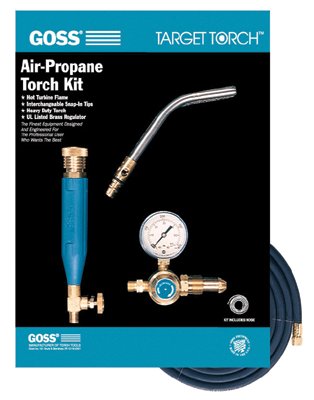 GOSS® TARGET TORCH™
Air-Propane
Torch Kit
★ Hot Turbine Flame
★ Interchangeable Snap-In Tips
★ Heavy Duty Torch
★ UL Listed Brass Regulator
The Finest Equipment Designed
And Engineered For
The Professional User
Who Wants The Best
KIT INCLUDES HOSE
GOSS®
MANUFACTURER OF TORCH TOOLS